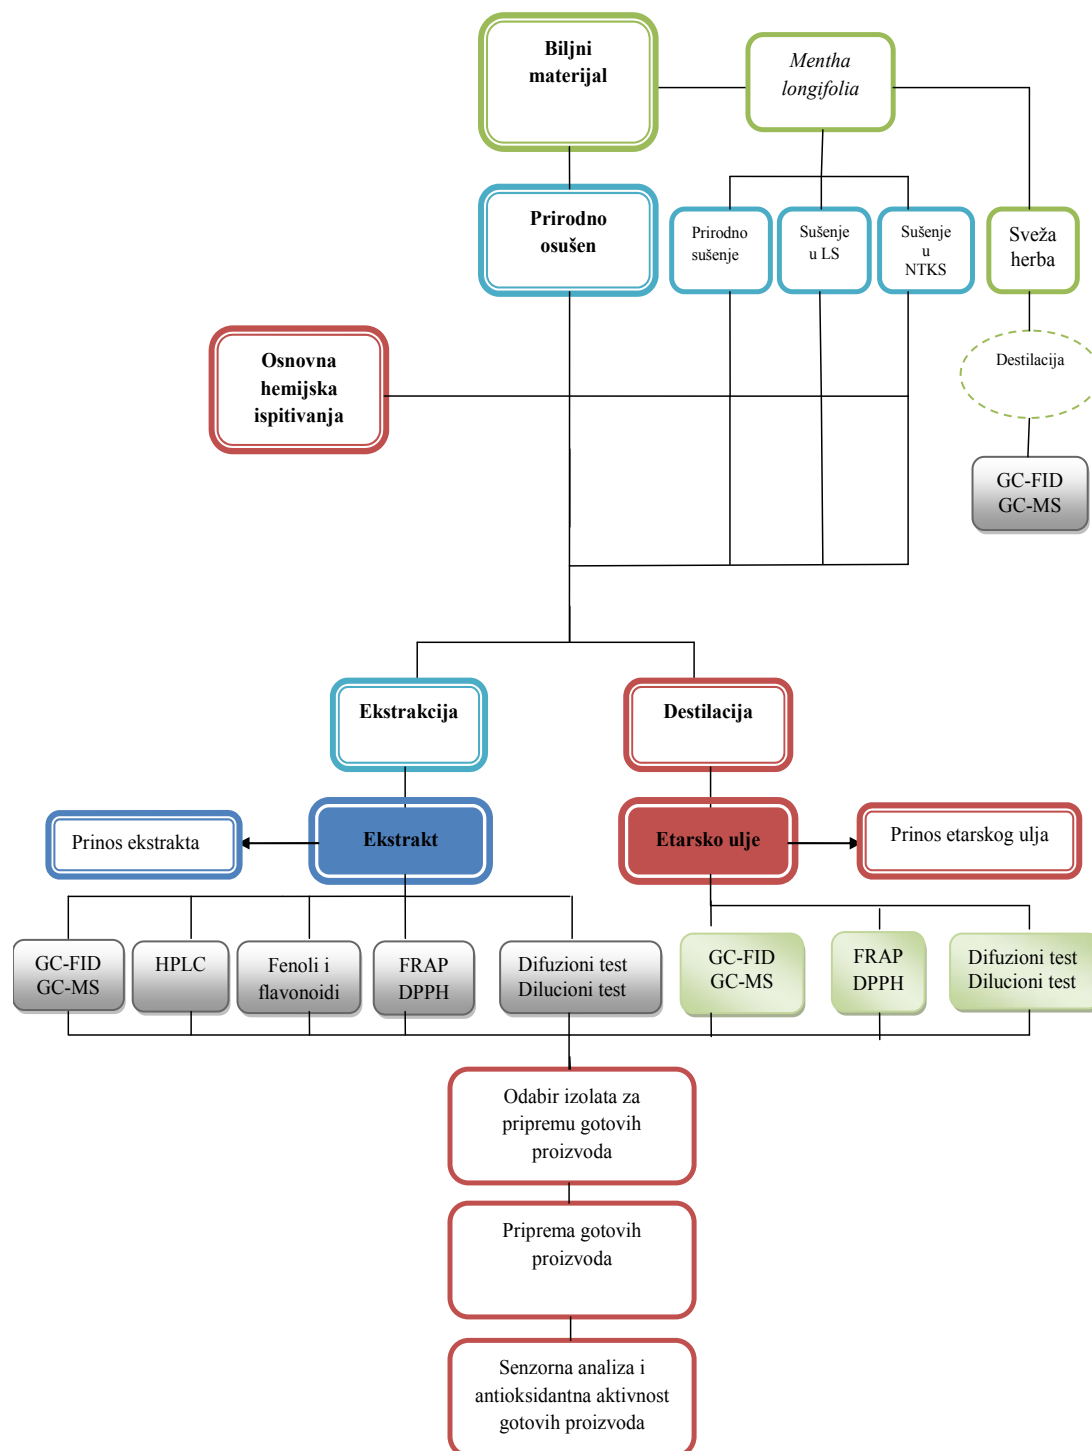 Biljni
materijal
Mentha
longifolia
Prirodno
osušen
Prirodno
sušenje
Sušenje
u LS
Sušenje
u
NTKS
Sveža
herba
Osnovna
hemijska
ispitivanja
Destilacija
GC-FID
GC-MS
Ekstrakcija
Destilacija
Prinos ekstrakta
Ekstrakt
Etarsko ulje
Prinos etarskog ulja
GC-FID
GC-MS
HPLC
Fenoli i
flavonoidi
FRAP
DPPH
Difuzioni test
Dilucioni test
GC-FID
GC-MS
FRAP
DPPH
Difuzioni test
Dilucioni test
Odabir izolata za
pripremu gotovih
proizvoda
Priprema gotovih
proizvoda
Senzorna analiza i
antioksidantna aktivnost
gotovih proizvoda